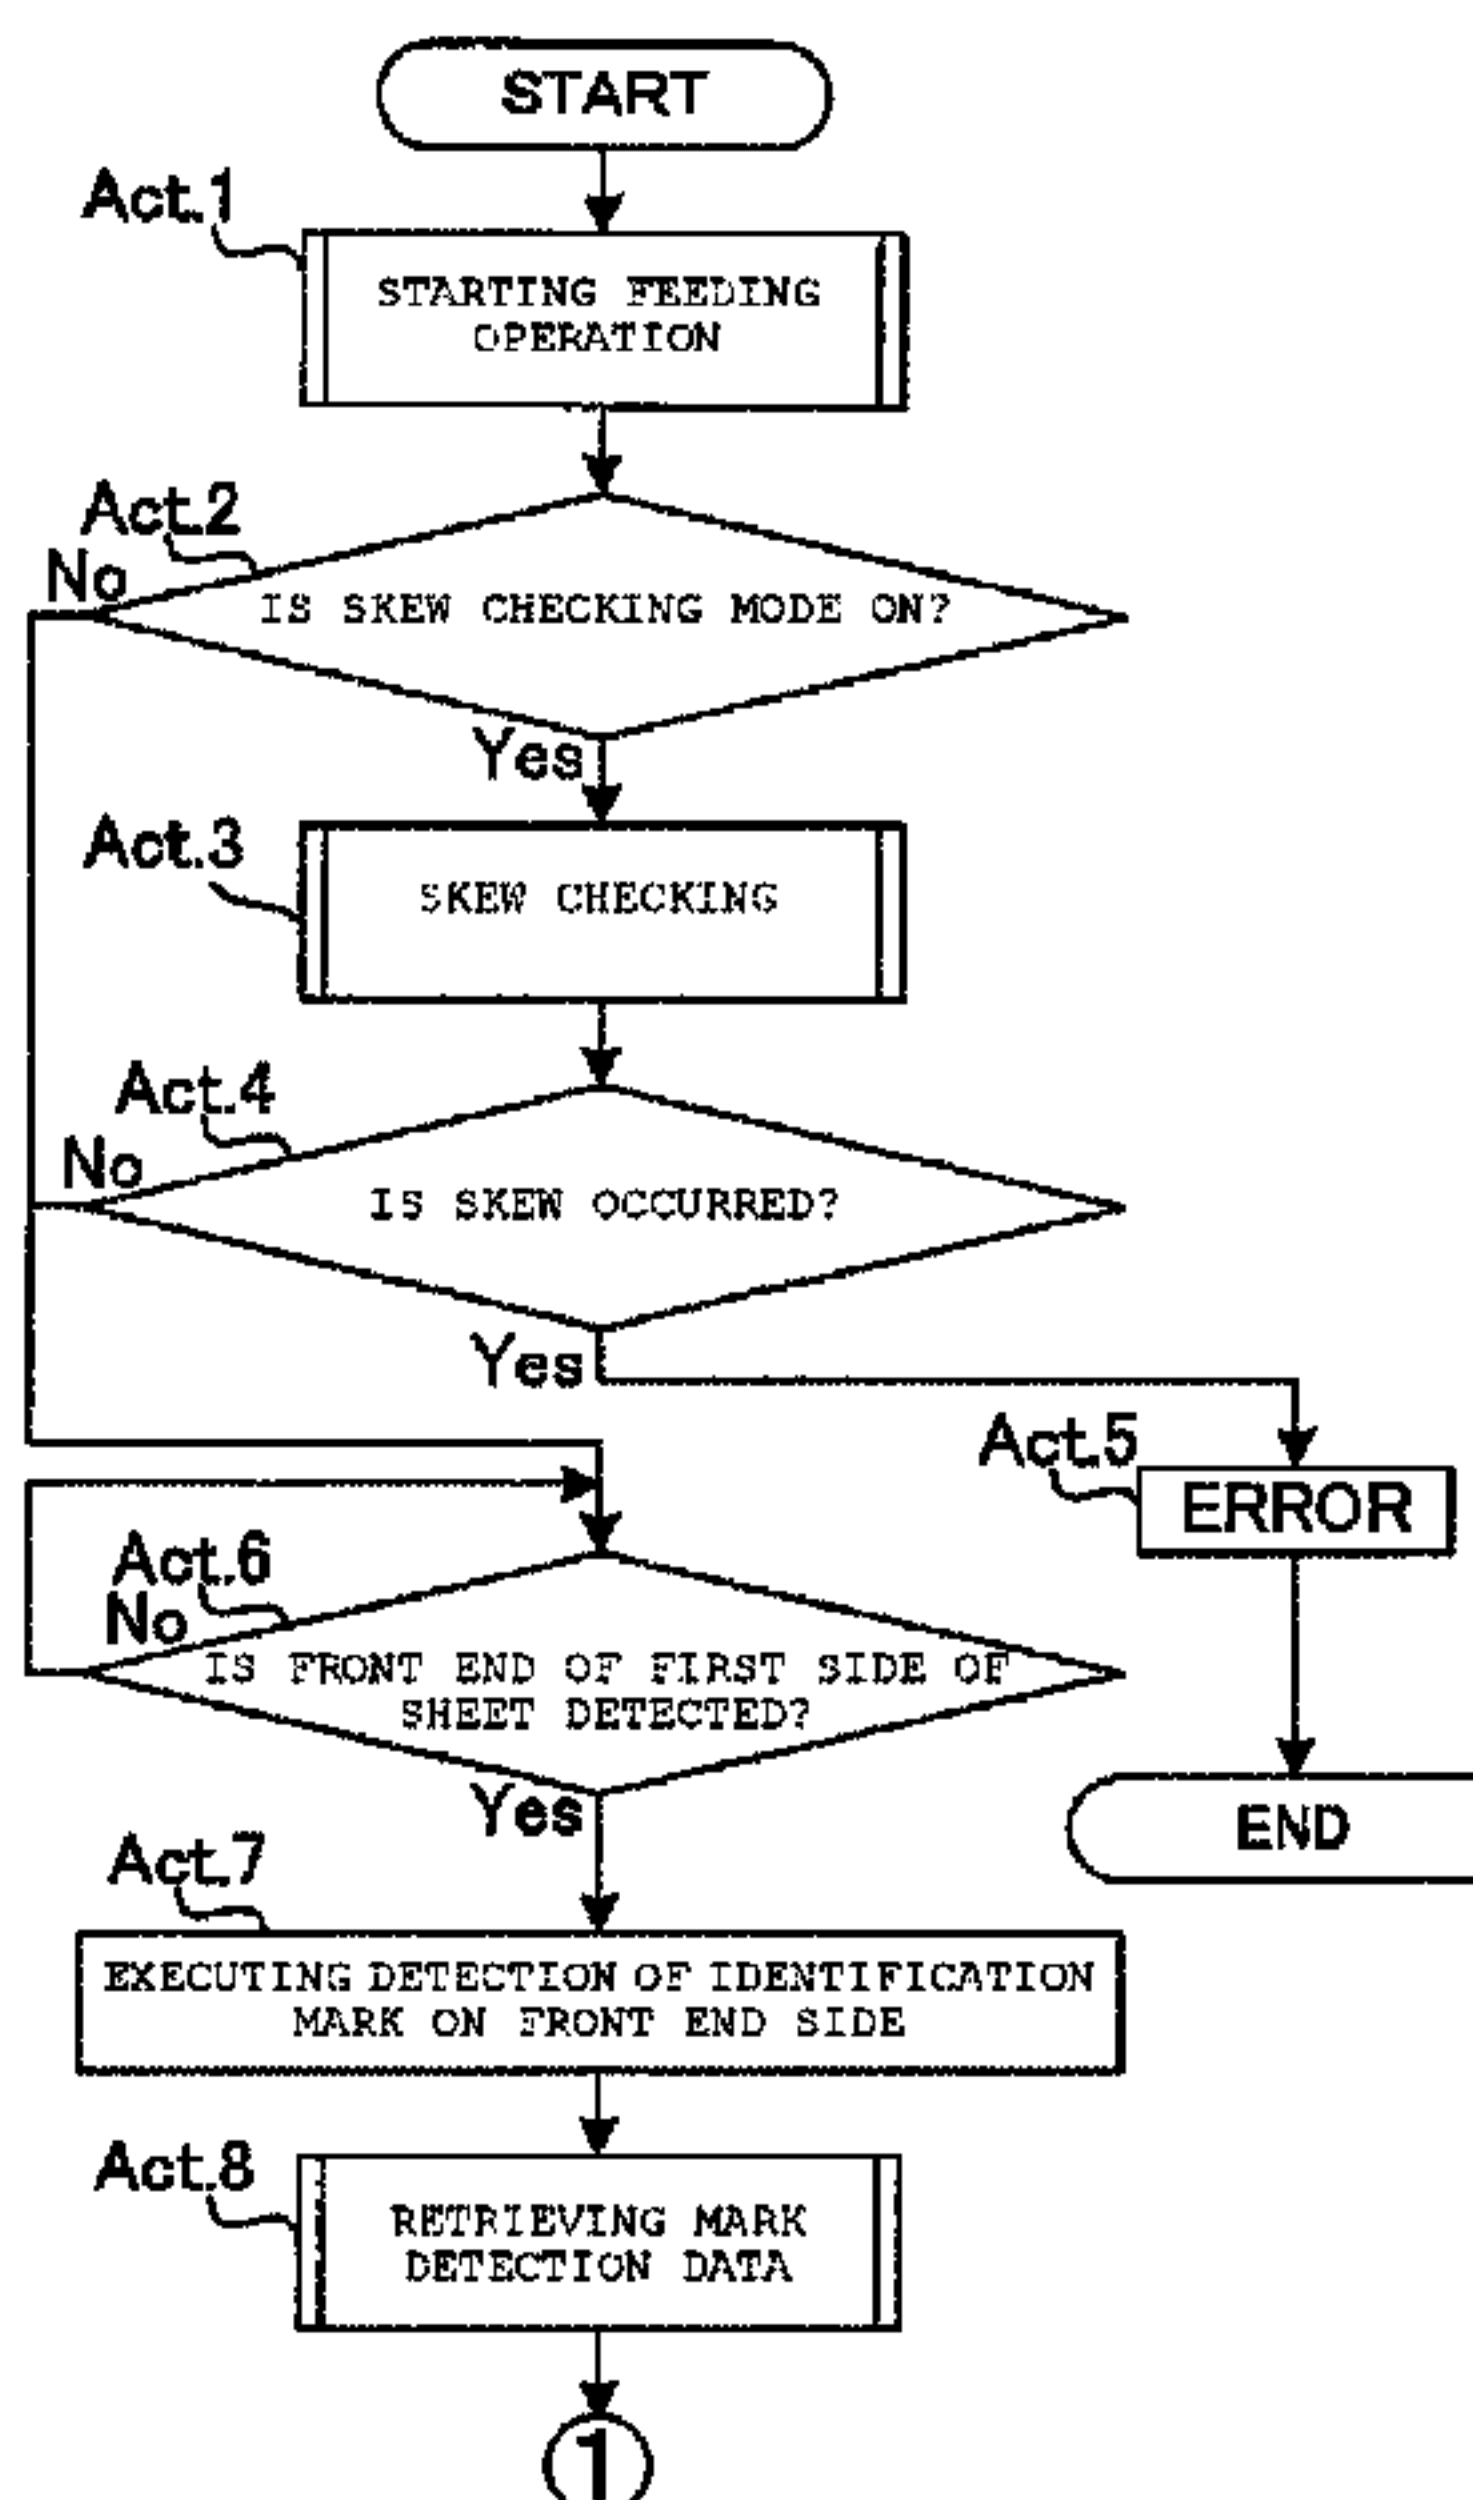 START
Act.1
STARTING FEEDING
OPERATION
Act.2
No
IS SKEW CHECKING MODE ON?
Yes
Act.3
SKEW CHECKING
Act.4
No
IS SKEW OCCURRED?
Yes
Act.5
ERROR
Act.6
No
IS FRONT END OF FIRST SIDE OF
SHEET DETECTED?
Yes
END
Act.7
EXECUTING DETECTION OF IDENTIFICATION
MARK ON FRONT END SIDE
Act.8
RETRIEVING MARK
DETECTION DATA
1